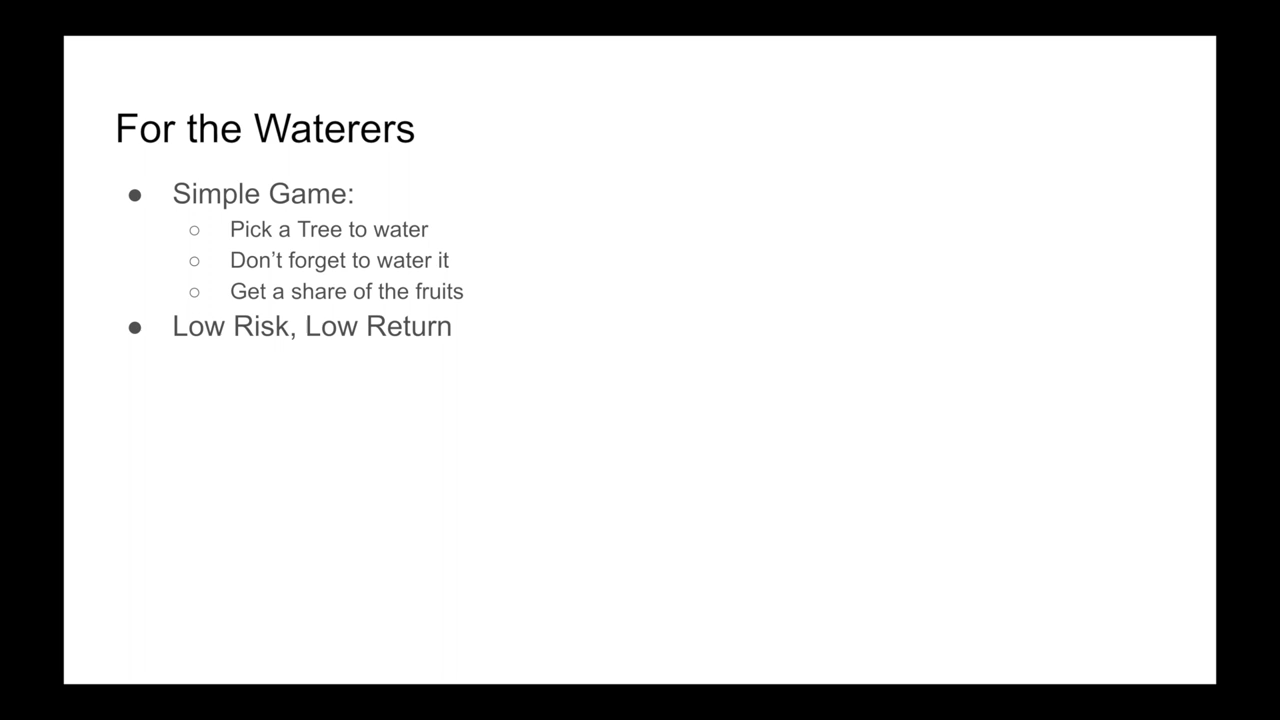 For the Waterers
● Simple Game:
○ Pick a Tree to water
○ Don’t forget to water it
○ Get a share of the fruits
● Low Risk, Low Return